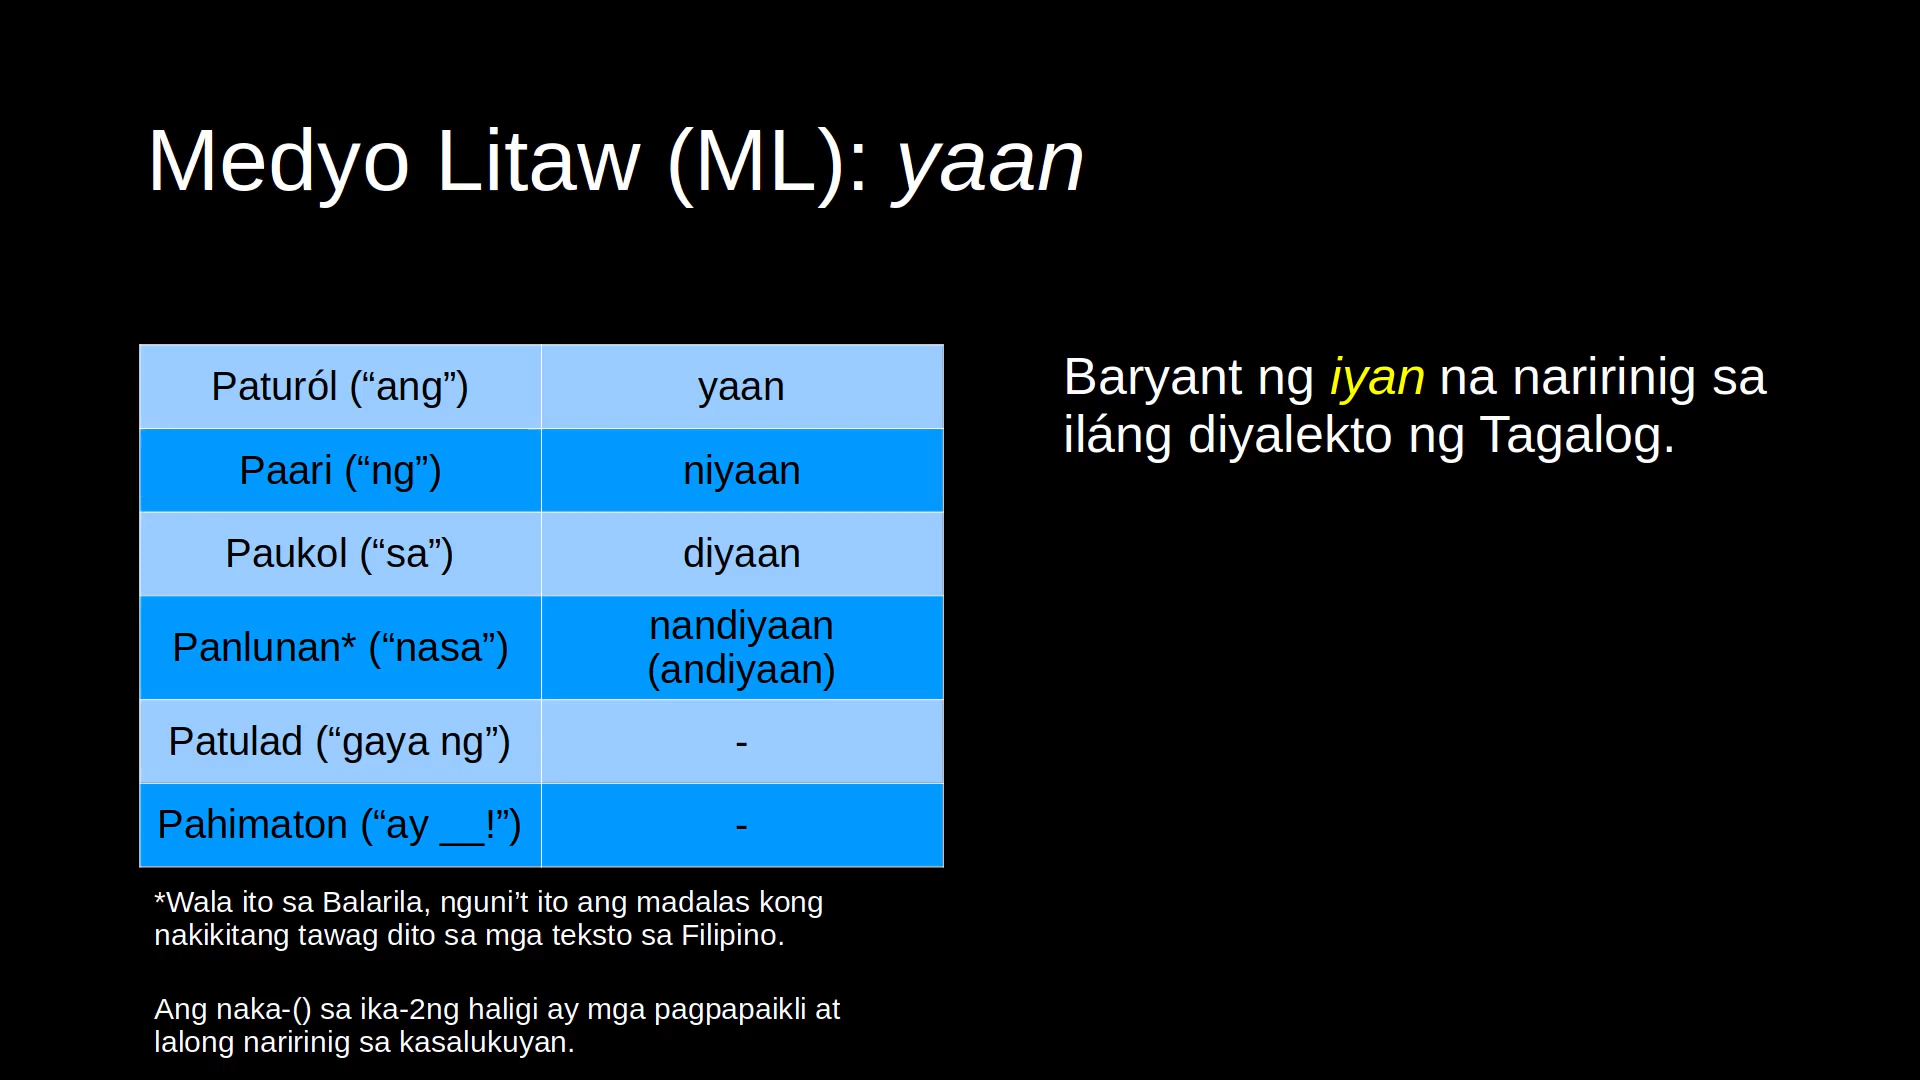 Medyo Litaw (ML): yaan
Paturól (“ang”) yaan
Paari (“ng”) niyaan
Paukol (“sa”) diyaan
Panlunan* (“nasa”) nandiyaan
(andiyaan)
Patulad (“gaya ng”) -
Pahimaton (“ay __!”) -
*Wala ito sa Balarila, nguni’t ito ang madalas kong
nakikitang tawag dito sa mga teksto sa Filipino.
Ang naka-() sa ika-2ng haligi ay mga pagpapaikli at
lalong naririnig sa kasalukuyan.
Baryant ng iyan na naririnig sa
iláng diyalekto ng Tagalog.